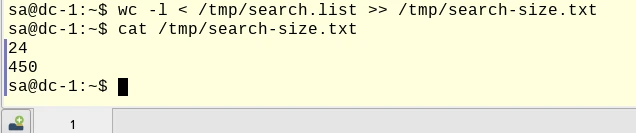 sa@dc-1:~$ wc -l < /tmp/search.list >> /tmp/search-size.txt
sa@dc-1:~$ cat /tmp/search-size.txt
24
450
sa@dc-1:~$
1